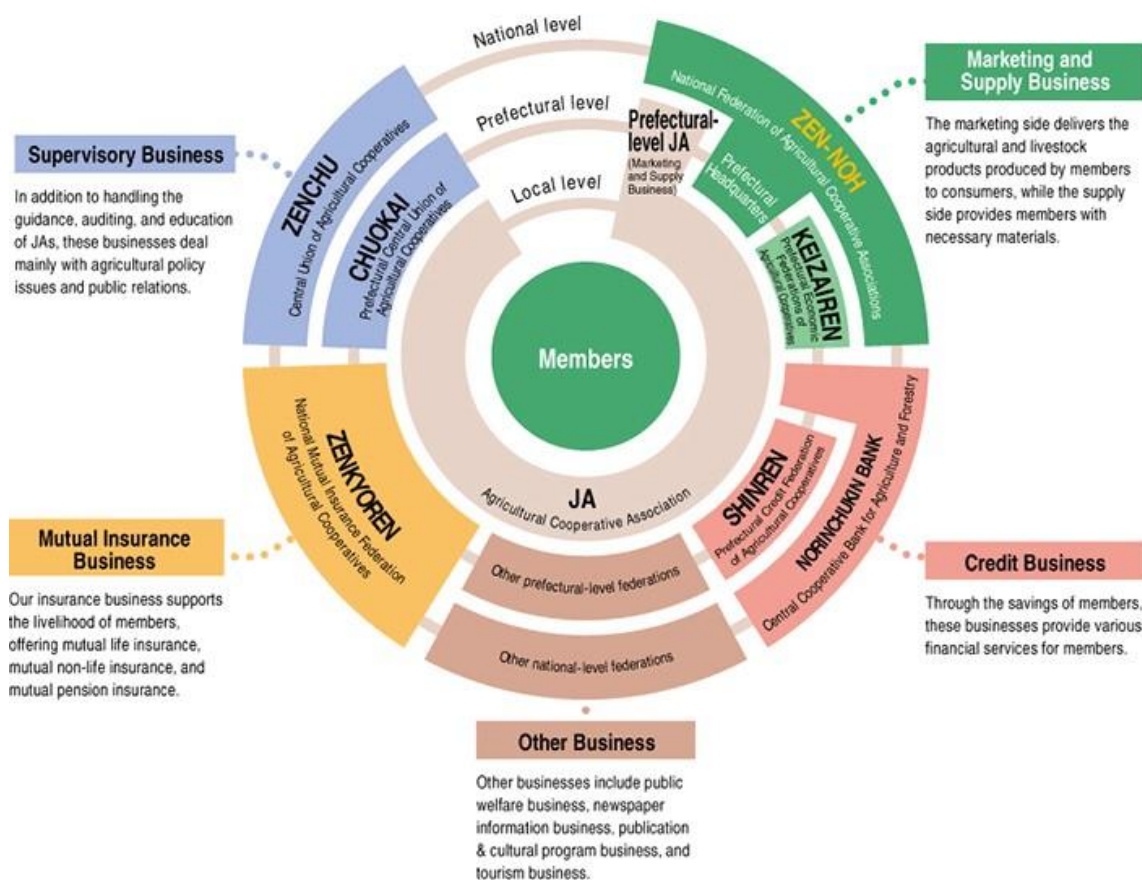 National level
Prefectural level
Local level
Supervisory Business
In addition to handling the
guidance, auditing, and education
of JAs, these businesses deal
mainly with agricultural policy
issues and public relations.
ZENCHU
Central Union of Agricultural Cooperatives
CHUOKAI
Prefectural Central Union of
Agricultural Cooperatives
Prefectural-
level JA
(Marketing
and Supply
Business)
National Federation of Agricultural Cooperative Associations
ZEN-NOH
Prefectural
Headquarters
KEIZAIREN
Prefectural Economic
Federations of
Agricultural Cooperatives
Marketing and
Supply Business
The marketing side delivers the
agricultural and livestock
products produced by members
to consumers, while the supply
side provides members with
necessary materials.
Members
JA
Agricultural Cooperative Association
ZENKYOREN
National Mutual Insurance Federation
of Agricultural Cooperatives
Mutual Insurance
Business
Our insurance business supports
the livelihood of members,
offering mutual life insurance,
mutual non-life insurance, and
mutual pension insurance.
SHINREN
Prefectural Credit Federation
of Agricultural Cooperatives
NORINCHUKIN BANK
Central Cooperative Bank for Agriculture and Forestry
Credit Business
Through the savings of members,
these businesses provide various
financial services for members.
Other prefectural-level federations
Other national-level federations
Other Business
Other businesses include public
welfare business, newspaper
information business, publication
& cultural program business, and
tourism business.